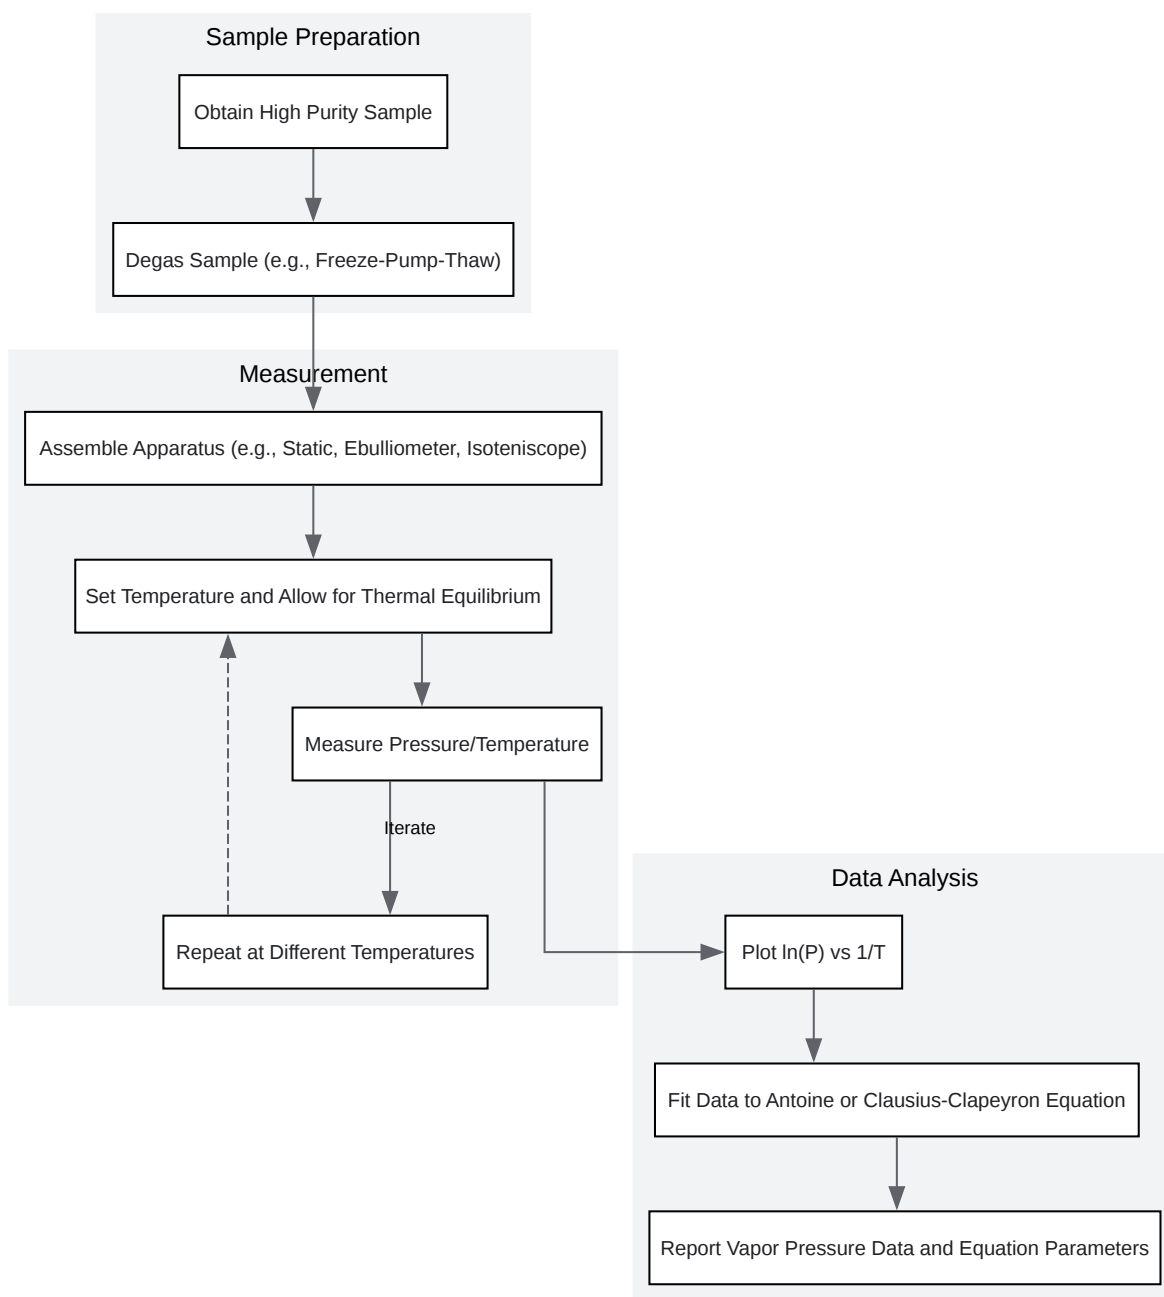 Sample Preparation
Obtain High Purity Sample
Degas Sample (e.g., Freeze-Pump-Thaw)
Measurement
Assemble Apparatus (e.g., Static, Ebulliometer, Isoteniscope)
Set Temperature and Allow for Thermal Equilibrium
Measure Pressure/Temperature
Iterate
Repeat at Different Temperatures
Data Analysis
Plot ln(P) vs 1/T
Fit Data to Antoine or Clausius-Clapeyron Equation
Report Vapor Pressure Data and Equation Parameters